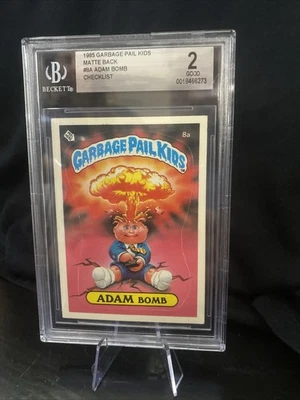 1985 GARBAGE PAIL KIDS
MATTE BACK
#8A ADAM BOMB
CHECKLIST
2
GOOD
B
BECKETT
GARBAGE PAIL KIDS
8a
ADAM BOMB